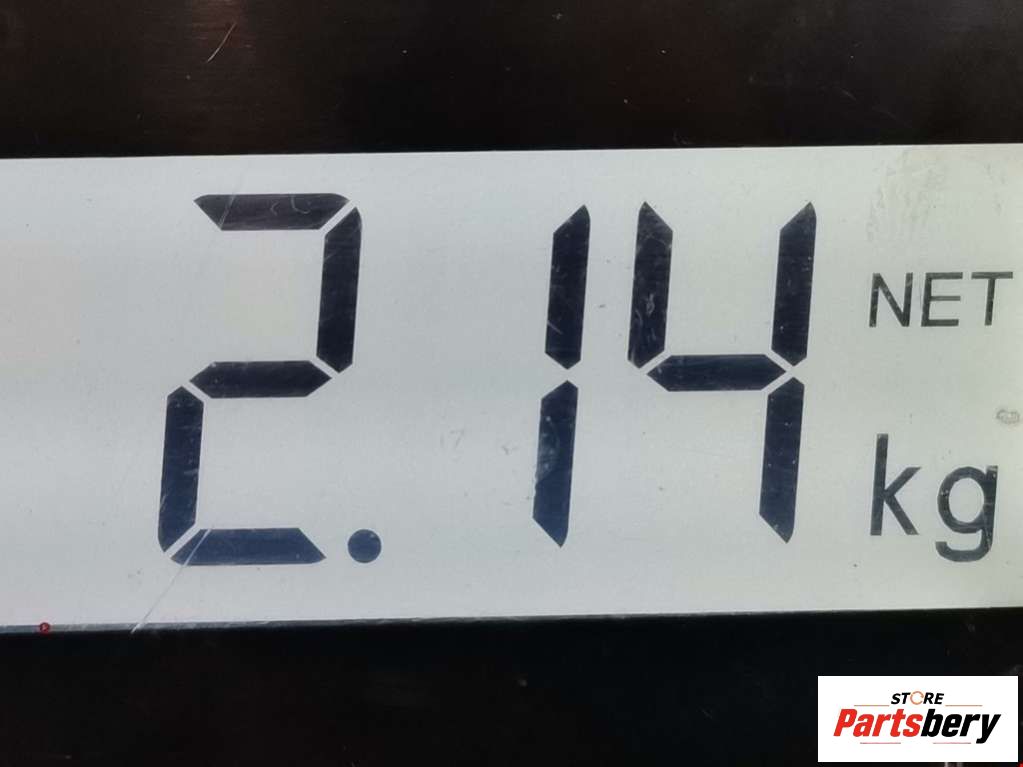 2.14
NET
kg
STORE
Partsbery